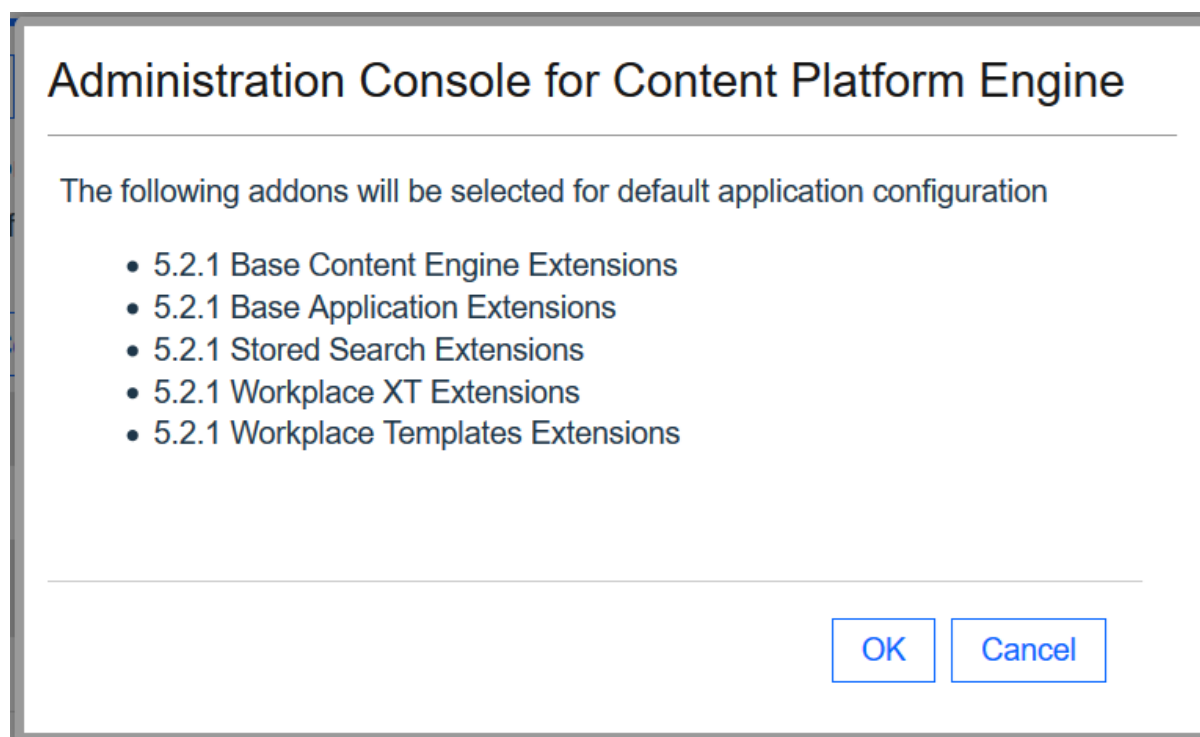 Administration Console for Content Platform Engine
The following addons will be selected for default application configuration
5.2.1 Base Content Engine Extensions
5.2.1 Base Application Extensions
5.2.1 Stored Search Extensions
5.2.1 Workplace XT Extensions
5.2.1 Workplace Templates Extensions
OK Cancel